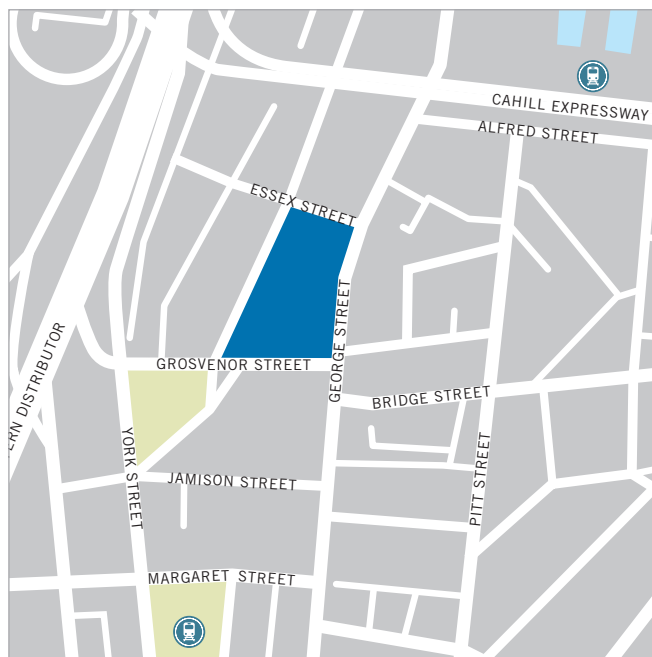 CAHILL EXPRESSWAY
ALFRED STREET
ESSEX STREET
GEORGE STREET
GROSVENOR STREET
BRIDGE STREET
ERN DISTRIBUTOR
YORK STREET
PITT STREET
JAMISON STREET
MARGARET STREET